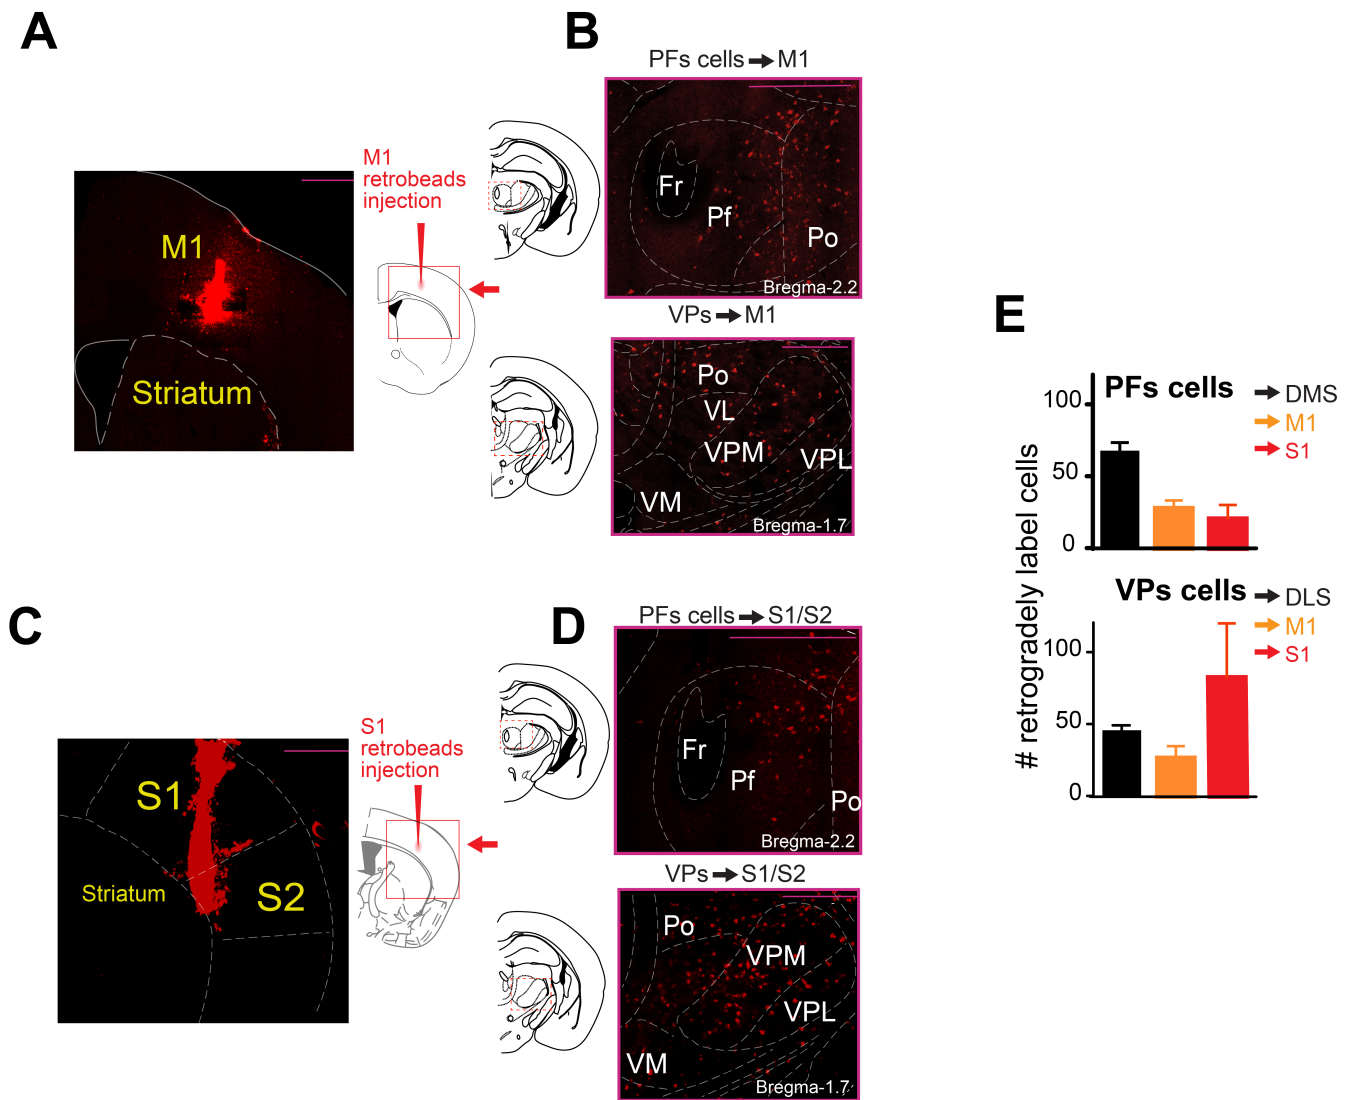 A
M1
Striatum
M1
retrobeads
injection
B
PFs cells → M1
Fr
Pf
Po
Bregma-2.2
VPs → M1
Po
VL
VPM
VPL
VM
Bregma-1.7
C
S1
S2
Striatum
S1
retrobeads
injection
D
PFs cells → S1/S2
Fr
Pf
Po
Bregma-2.2
VPs → S1/S2
Po
VPM
VPL
VM
Bregma-1.7
E
# retrogradely label cells
PFs cells
DMS
M1
S1
100
50
0
VPs cells
DLS
M1
S1
100
50
0